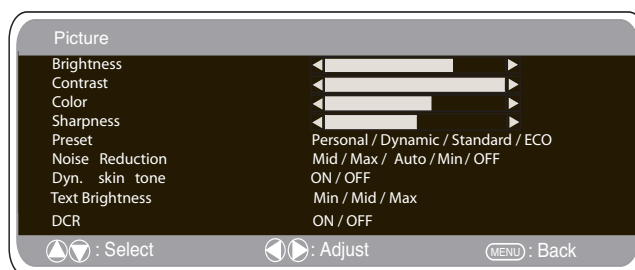 Picture
Brightness
Contrast
Color
Sharpness
Preset Personal / Dynamic / Standard / ECO
Noise Reduction Mid / Max / Auto / Min / OFF
Dyn. skin tone ON / OFF
Text Brightness Min / Mid / Max
DCR ON / OFF
: Select : Adjust MENU : Back